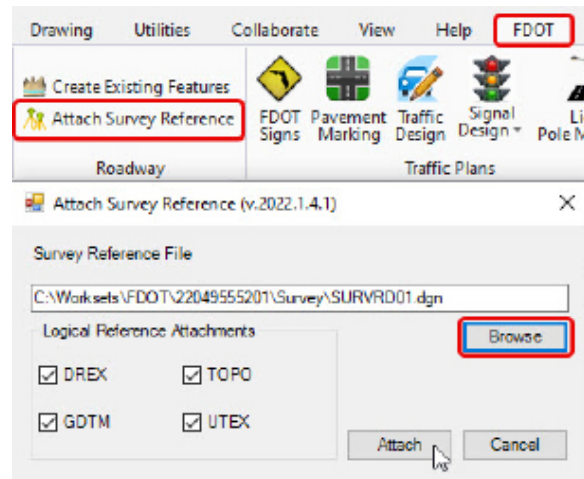 Drawing Utilities Collaborate View Help FDOT
Create Existing Features
Attach Survey Reference
FDOT Signs
Pavement Marking
Traffic Design
Signal Design
Pole
Roadway
Traffic Plans
Attach Survey Reference (v.2022.1.4.1)
Survey Reference File
C:\Worksets\FDOT\22049555201\Survey\SURVRD01.dgn
Logical Reference Attachments
Browse
DREX TOPO
GDTM UTEX
Attach Cancel